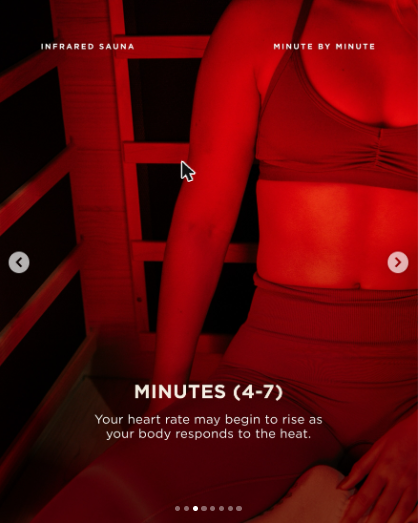 INFRARED SAUNA
MINUTE BY MINUTE
MINUTES (4-7)
Your heart rate may begin to rise as
your body responds to the heat.